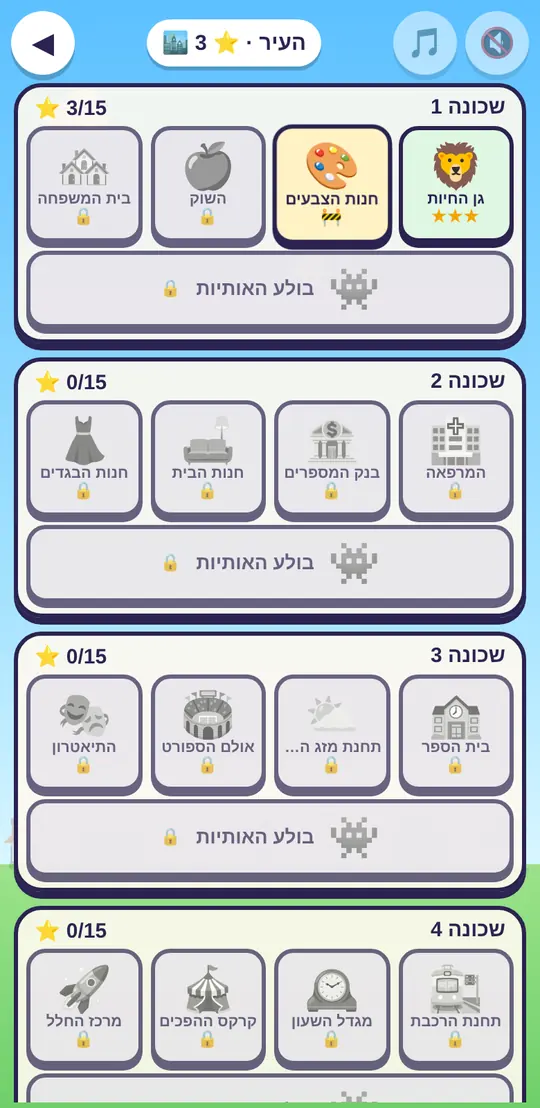 העיר · ⭐ 3 🏙️
שכונה 1
⭐ 3/15
גן החיות
חנות הצבעים
השוק
בית המשפחה
בולע האותיות
שכונה 2
⭐ 0/15
המרפאה
בנק המספרים
חנות הבית
חנות הבגדים
בולע האותיות
שכונה 3
⭐ 0/15
בית הספר
תחנת מזג ה...
אולם הספורט
התיאטרון
בולע האותיות
שכונה 4
⭐ 0/15
תחנת הרכבת
מגדל השעון
קרקס ההפכים
מרכז החלל